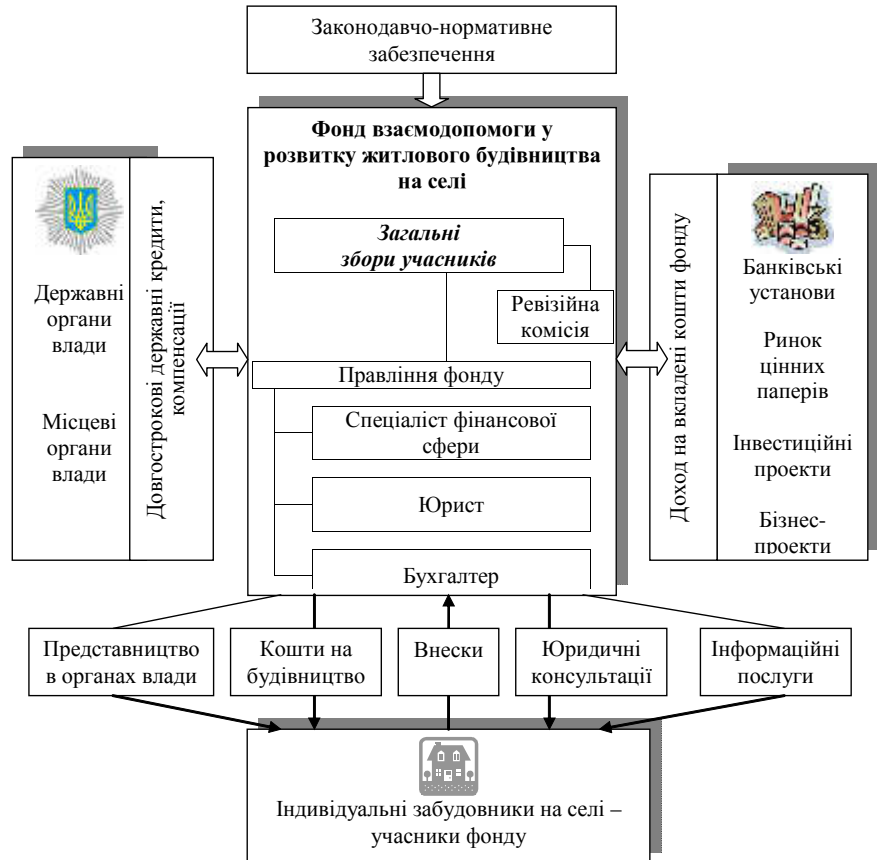 Законодавчо-нормативне
забезпечення
Фонд взаємодопомоги у
розвитку житлового будівництва
на селі
Загальні
збори учасників
Ревізійна
комісія
Правління фонду
Спеціаліст фінансової
сфери
Юрист
Бухгалтер
Державні
органи
влади
Місцеві
органи
влади
Довгострокові державні кредити,
компенсації
Доход на вкладені кошти фонду
Банківські
установи
Ринок
цінних
паперів
Інвестиційні
проекти
Бізнес-
проекти
Представництво
в органах влади
Кошти на
будівництво
Внески
Юридичні
консультації
Інформаційні
послуги
Індивідуальні забудовники на селі –
учасники фонду